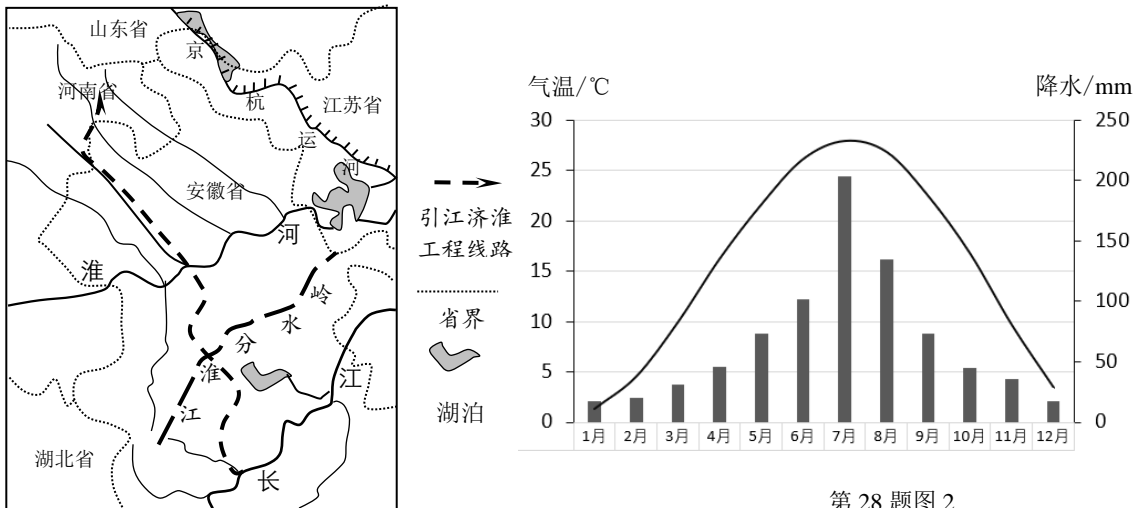 山东省
京
杭
运
河
河南省
江苏省
安徽省
河
淮
岭
水
分
淮
江
江
湖北省
长
引江济淮
工程线路
省界
湖泊
气温/℃
降水/mm
30
25
20
15
10
5
0
250
200
150
100
50
0
1月 2月 3月 4月 5月 6月 7月 8月 9月 10月 11月 12月
第 28 题图 2